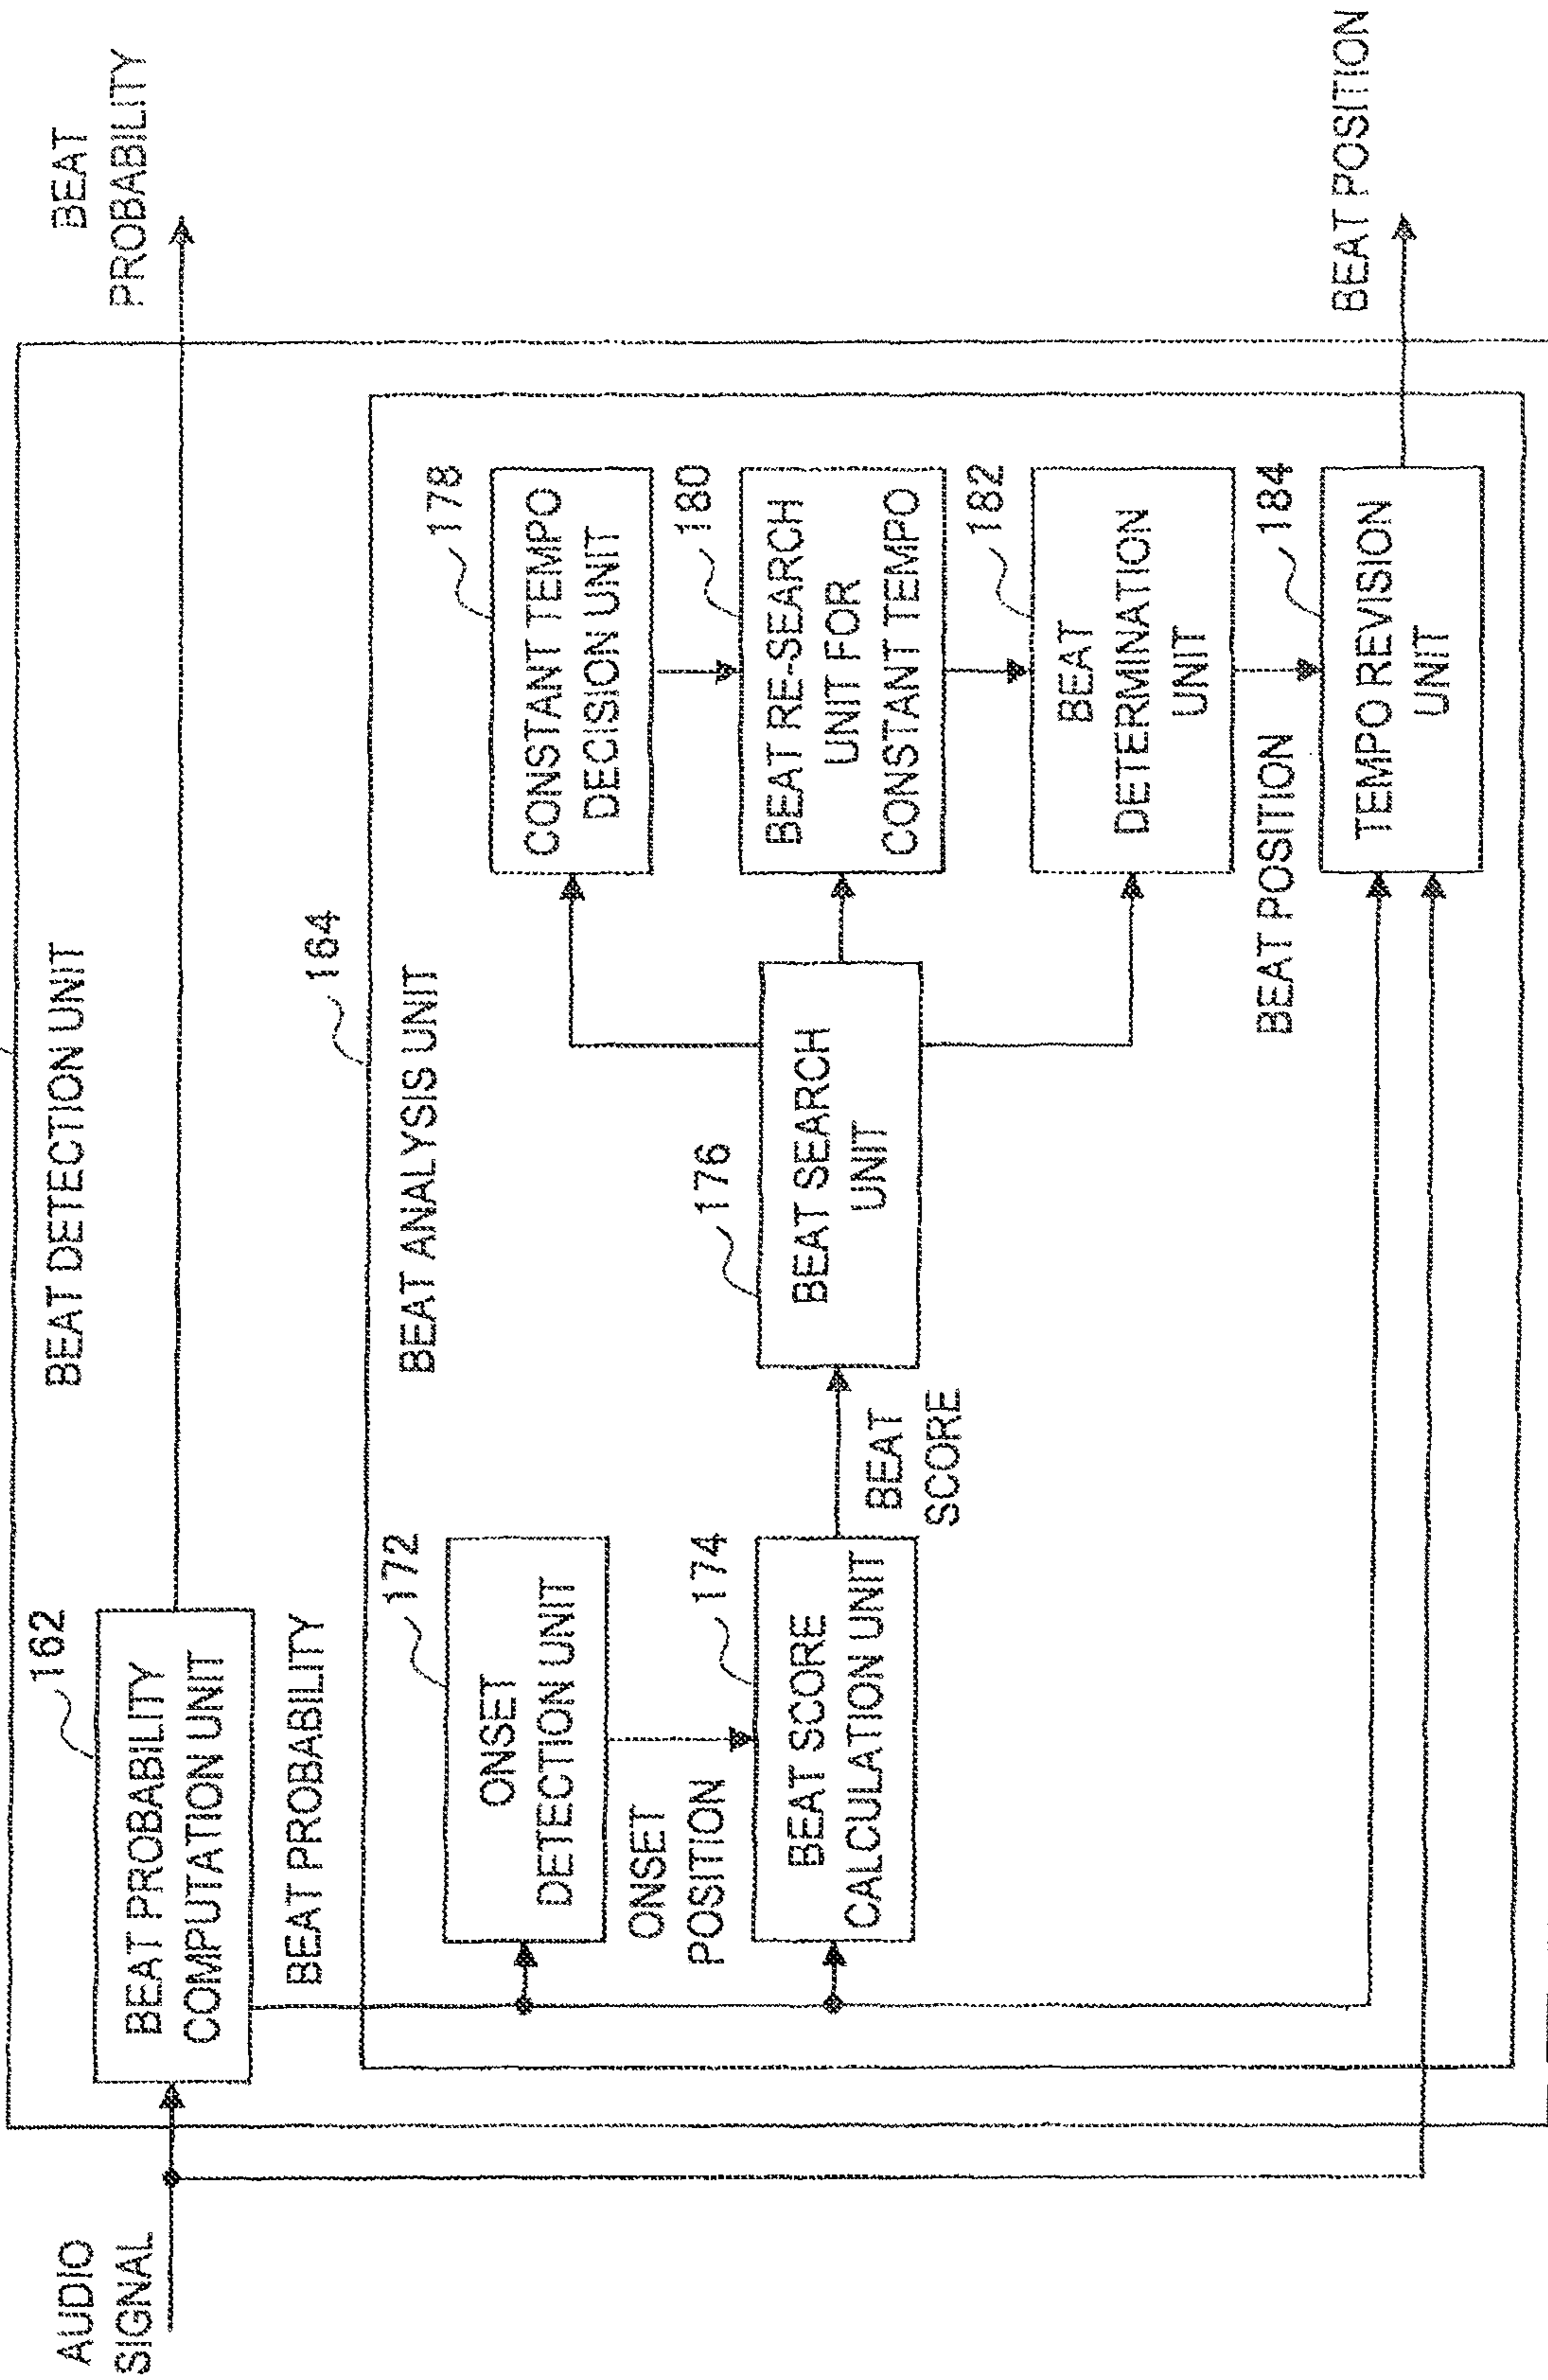 BEAT DETECTION UNIT
AUDIO
SIGNAL
162
BEAT PROBABILITY
COMPUTATION UNIT
BEAT
PROBABILITY
BEAT PROBABILITY
164
BEAT ANALYSIS UNIT
172
ONSET
DETECTION UNIT
ONSET
POSITION
174
BEAT SCORE
CALCULATION UNIT
BEAT
SCORE
176
BEAT SEARCH
UNIT
178
CONSTANT TEMPO
DECISION UNIT
180
BEAT RE-SEARCH
UNIT FOR
CONSTANT TEMPO
182
BEAT
DETERMINATION
UNIT
BEAT POSITION
184
TEMPO REVISION
UNIT
BEAT POSITION